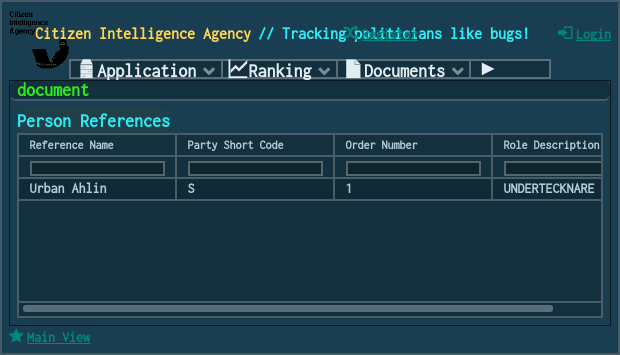 Citizen
Intelligence
Agency
Citizen Intelligence Agency // Tracking politicians like bugs!
Login
Application
Ranking
Documents
document
Person References
Reference Name
Party Short Code
Order Number
Role Description
Urban Ahlin
S
1
UNDERTECKNARE
Main View